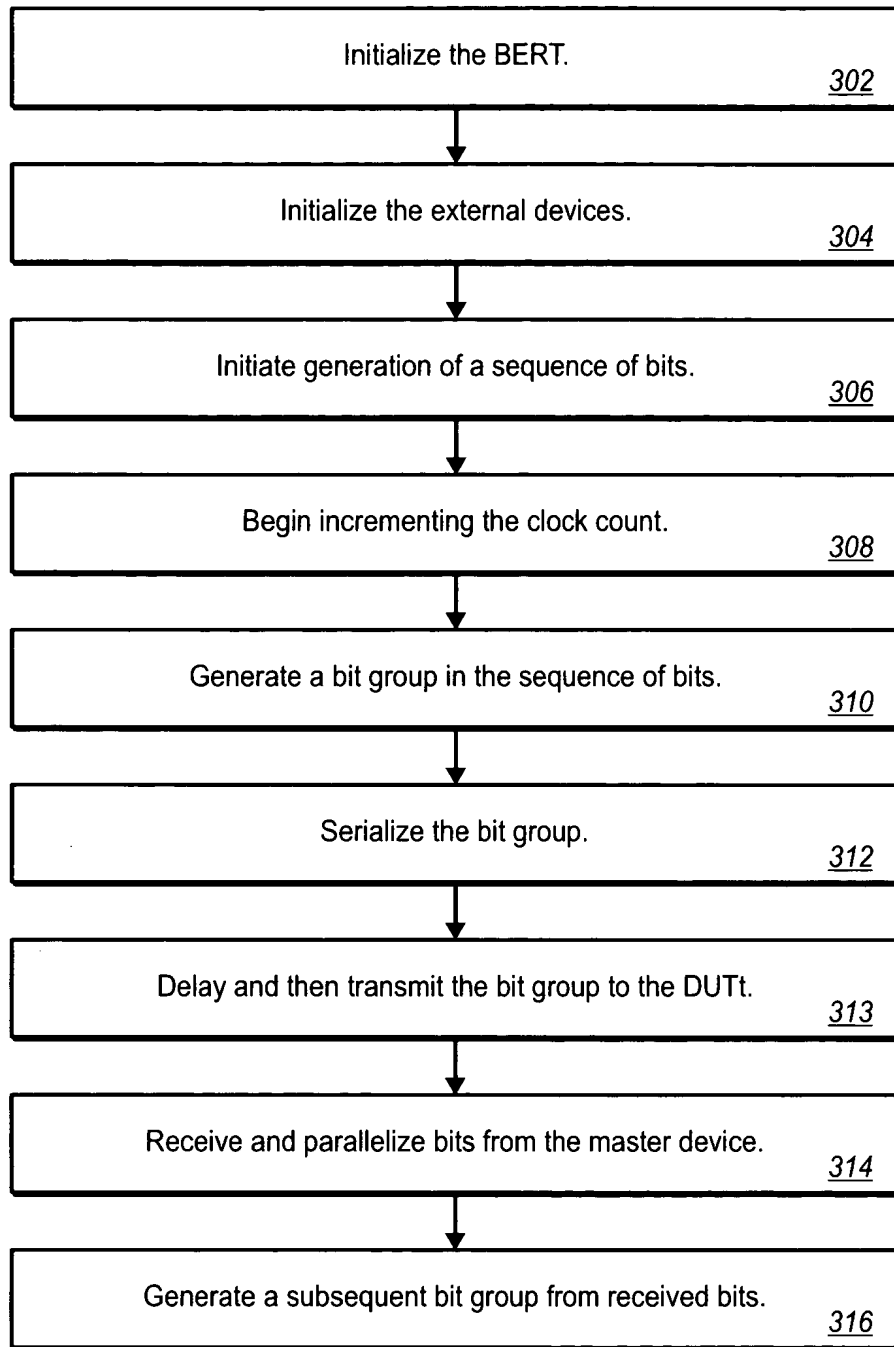 Initialize the BERT.
302
Initialize the external devices.
304
Initiate generation of a sequence of bits.
306
Begin incrementing the clock count.
308
Generate a bit group in the sequence of bits.
310
Serialize the bit group.
312
Delay and then transmit the bit group to the DUTt.
313
Receive and parallelize bits from the master device.
314
Generate a subsequent bit group from received bits.
316